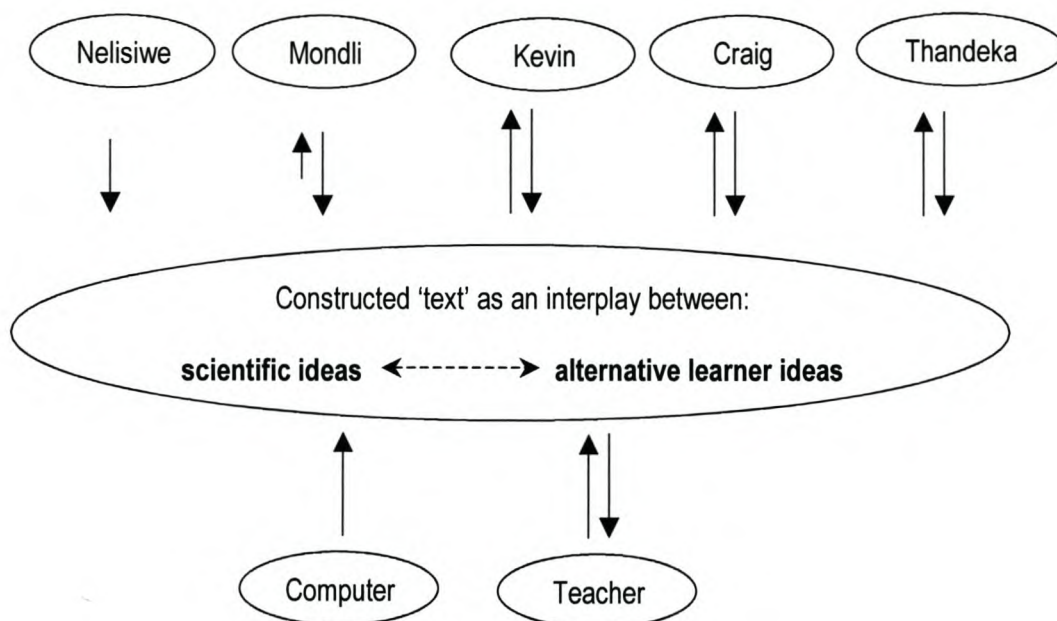 Nelisiwe Mondli Kevin Craig Thandeka
Constructed ‘text’ as an interplay between:
scientific ideas alternative learner ideas
Computer Teacher